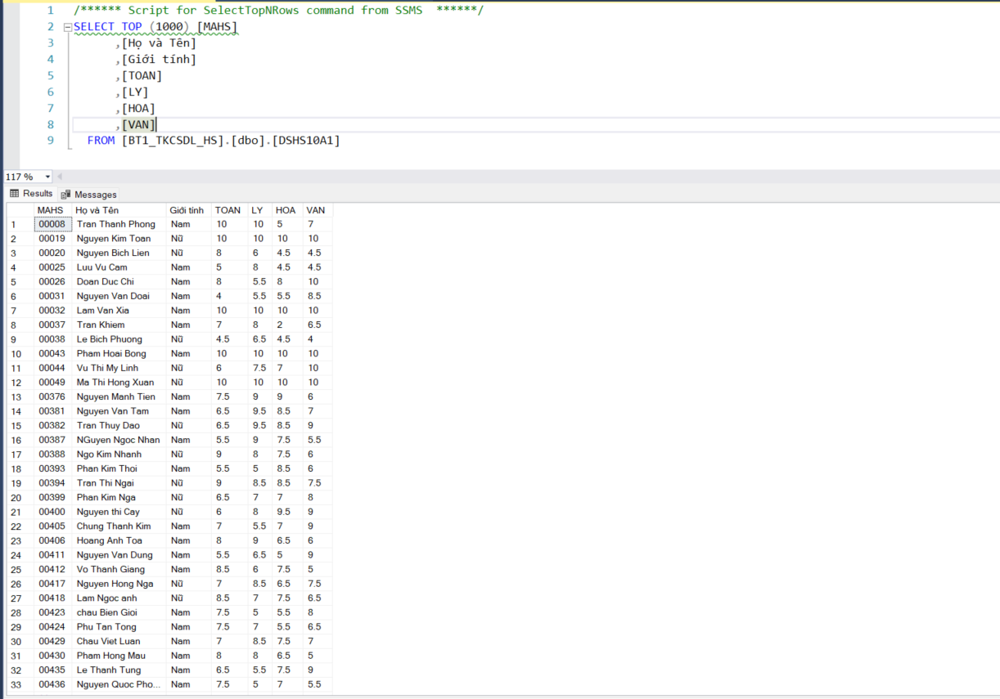 1 /****** Script for SelectTopNRows command from SSMS ******/
2 SELECT TOP (1000) [MAHS]
3 ,[Họ và Tên]
4 ,[Giới tính]
5 ,[TOAN]
6 ,[LY]
7 ,[HOA]
8 ,[VAN]
9 FROM [BT1_TKCSDL_HS].[dbo].[DSHS10A1]
117 %
Results Messages
MAHS Họ và Tên Giới tính TOAN LY HOA VAN
1 00008 Tran Thanh Phong Nam 10 10 5 7
2 00019 Nguyen Kim Toan Nữ 10 10 10 10
3 00020 Nguyen Bich Lien Nữ 8 6 4.5 4.5
4 00025 Luu Vu Cam Nam 5 8 4.5 4.5
5 00026 Doan Duc Chi Nam 8 5.5 8 10
6 00031 Nguyen Van Doai Nam 4 5.5 5.5 8.5
7 00032 Lam Van Xia Nam 10 10 10 10
8 00037 Tran Khiem Nam 7 8 2 6.5
9 00038 Le Bich Phuong Nữ 4.5 6.5 4.5 4
10 00043 Pham Hoai Bong Nam 10 10 10 10
11 00044 Vu Thi My Linh Nữ 6 7.5 7 10
12 00049 Ma Thi Hong Xuan Nữ 10 10 10 10
13 00376 Nguyen Manh Tien Nam 7.5 9 9 6
14 00381 Nguyen Van Tam Nam 6.5 9.5 8.5 7
15 00382 Tran Thuy Dao Nữ 6.5 9.5 8.5 9
16 00387 NGuyen Ngoc Nhan Nam 5.5 9 7.5 5.5
17 00388 Ngo Kim Nhanh Nữ 9 8 7.5 6
18 00393 Phan Kim Thoi Nam 5.5 5 8.5 6
19 00394 Tran Thi Ngai Nữ 9 8.5 8.5 7.5
20 00399 Phan Kim Nga Nữ 6.5 7 7 8
21 00400 Nguyen thi Cay Nữ 6 8 9.5 9
22 00405 Chung Thanh Kim Nam 7 5.5 7 9
23 00406 Hoang Anh Toa Nam 8 9 6.5 6
24 00411 Nguyen Van Dung Nam 5.5 6.5 5 9
25 00412 Vo Thanh Giang Nam 8.5 6 7.5 5
26 00417 Nguyen Hong Nga Nữ 7 8.5 6.5 7.5
27 00418 Lam Ngoc anh Nữ 8.5 7 7.5 6.5
28 00423 chau Bien Gioi Nam 7.5 5 5.5 8
29 00424 Phu Tan Tong Nam 7.5 7 5.5 6.5
30 00429 Chau Viet Luan Nam 7 8.5 7.5 7
31 00430 Pham Hong Mau Nam 8 8 6.5 5
32 00435 Le Thanh Tung Nam 6.5 5.5 7.5 9
33 00436 Nguyen Quoc Pho... Nam 7.5 5 7 5.5